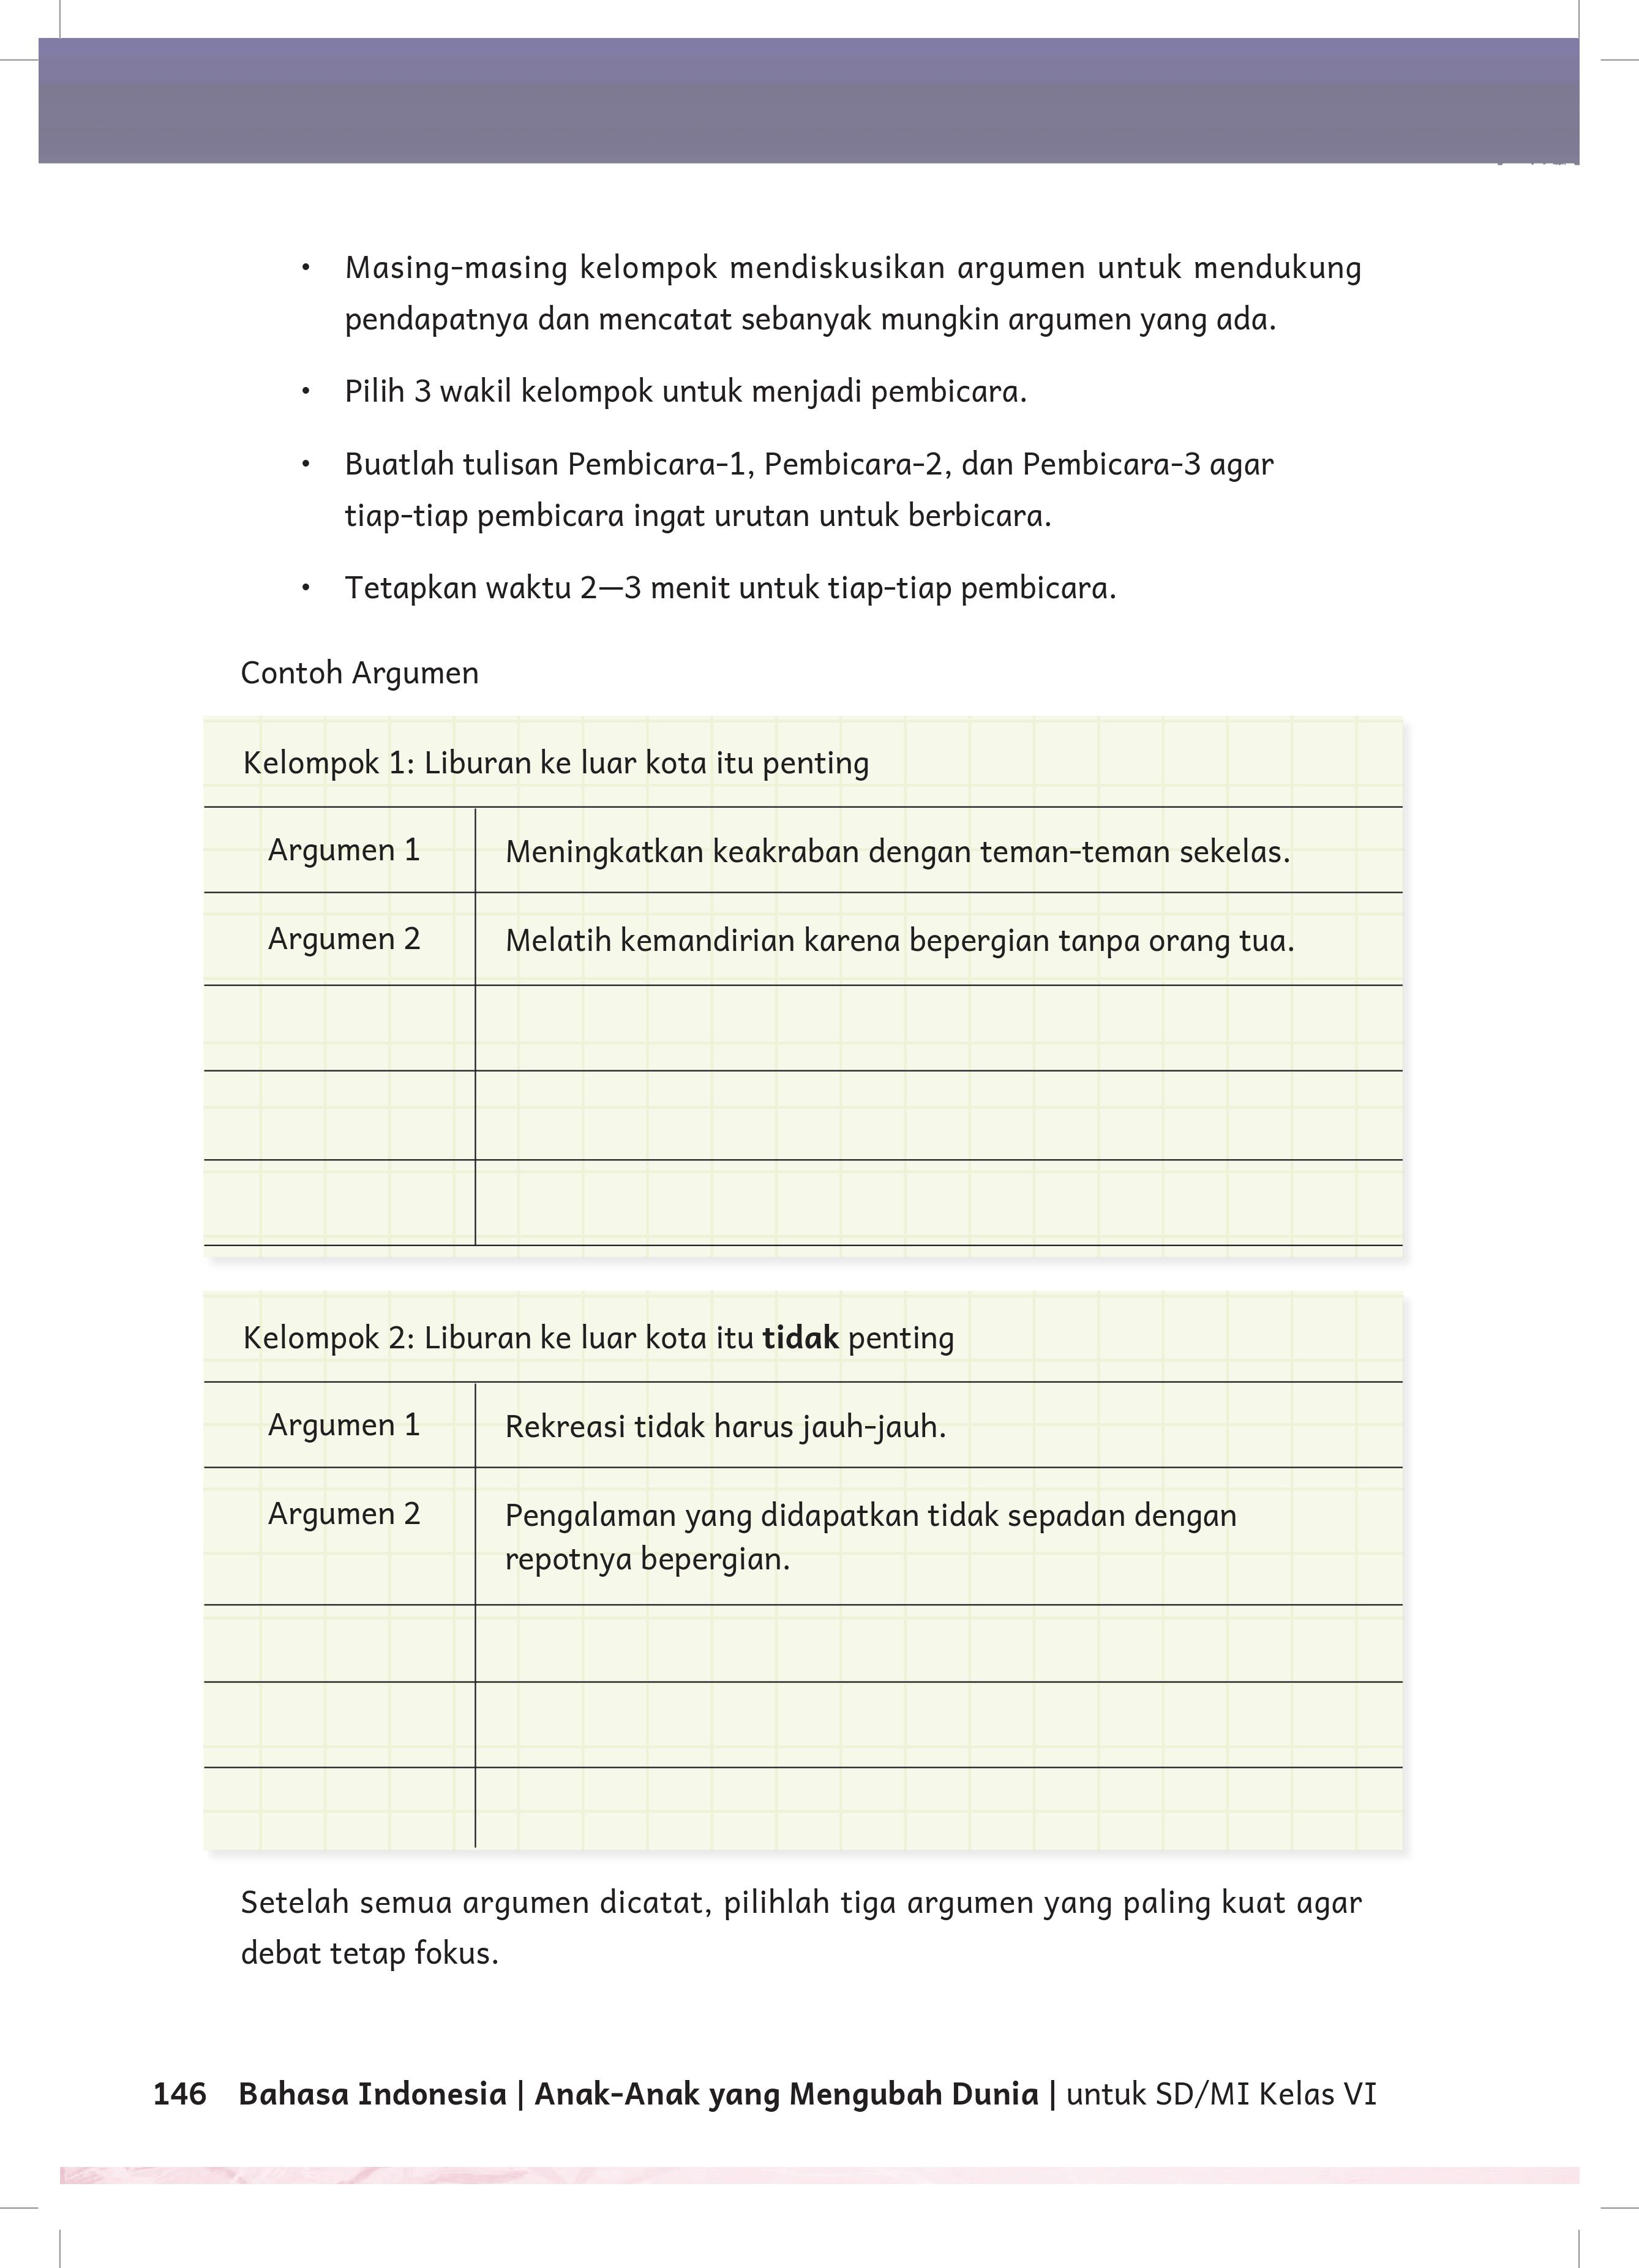 • Masing-masing kelompok mendiskusikan argumen untuk mendukung
pendapatnya dan mencatat sebanyak mungkin argumen yang ada.
• Pilih 3 wakil kelompok untuk menjadi pembicara.
• Buatlah tulisan Pembicara-1, Pembicara-2, dan Pembicara-3 agar
tiap-tiap pembicara ingat urutan untuk berbicara.
• Tetapkan waktu 2—3 menit untuk tiap-tiap pembicara.
Contoh Argumen
Kelompok 1: Liburan ke luar kota itu penting
Argumen 1 Meningkatkan keakraban dengan teman-teman sekelas.
Argumen 2 Melatih kemandirian karena bepergian tanpa orang tua.
Kelompok 2: Liburan ke luar kota itu tidak penting
Argumen 1 Rekreasi tidak harus jauh-jauh.
Argumen 2 Pengalaman yang didapatkan tidak sepadan dengan
repotnya bepergian.
Setelah semua argumen dicatat, pilihlah tiga argumen yang paling kuat agar
debat tetap fokus.
146 Bahasa Indonesia | Anak-Anak yang Mengubah Dunia | untuk SD/MI Kelas VI